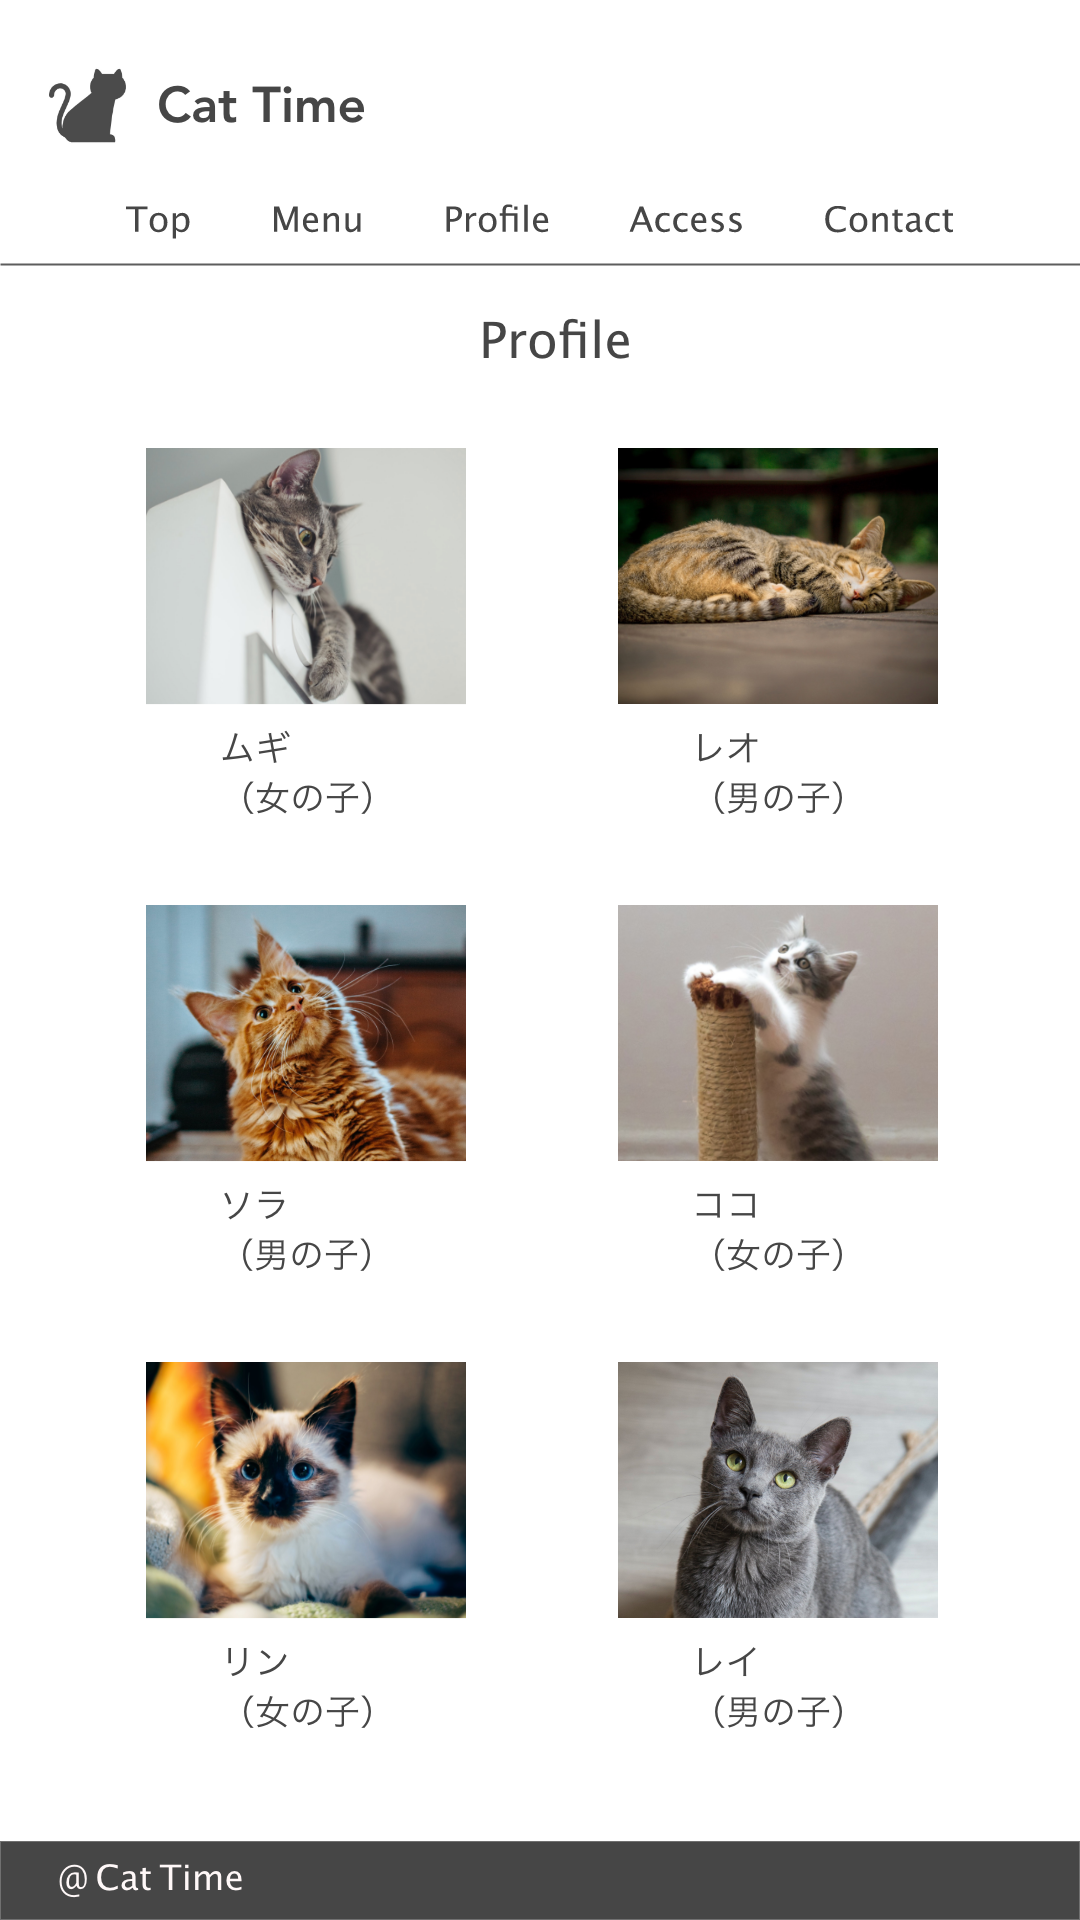 Cat Time
Top Menu Profile Access Contact
Profile
ムギ
（女の子）
レオ
（男の子）
ソラ
（男の子）
ココ
（女の子）
リン
（女の子）
レイ
（男の子）
@ Cat Time